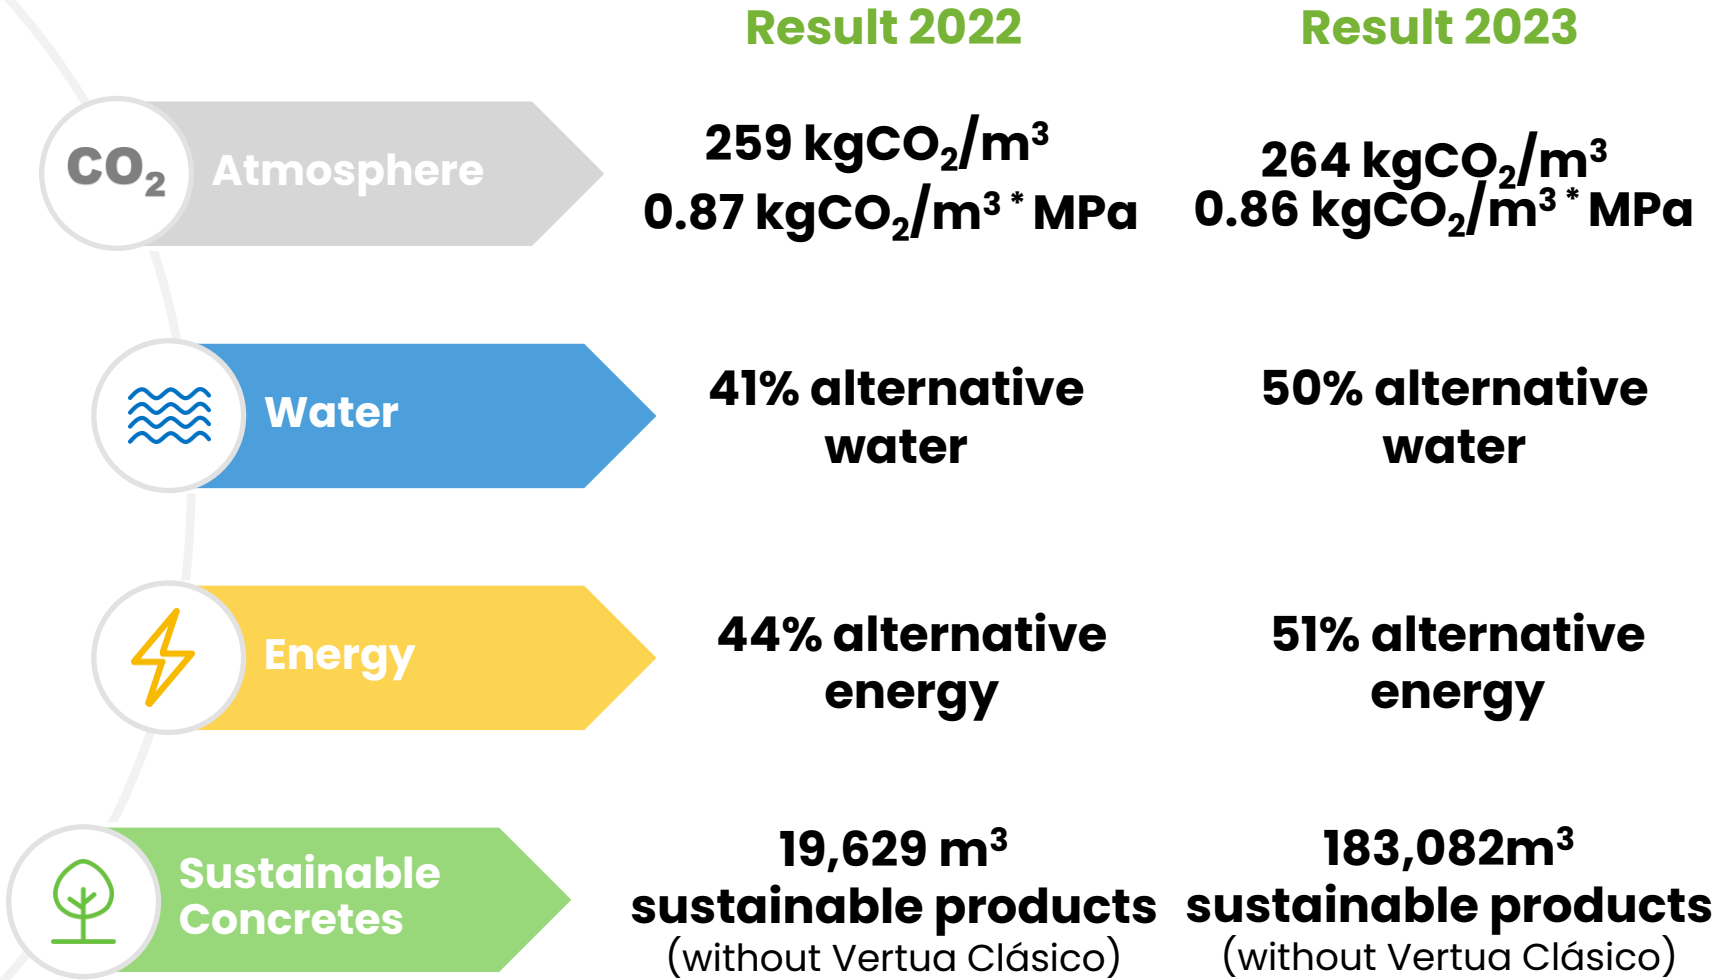 Result 2022
Result 2023
CO₂
Atmosphere
259 kgCO₂/m³
0.87 kgCO₂/m³ * MPa
264 kgCO₂/m³
0.86 kgCO₂/m³ * MPa
Water
41% alternative
water
50% alternative
water
Energy
44% alternative
energy
51% alternative
energy
Sustainable
Concretes
19,629 m³
sustainable products
(without Vertua Clásico)
183,082m³
sustainable products
(without Vertua Clásico)